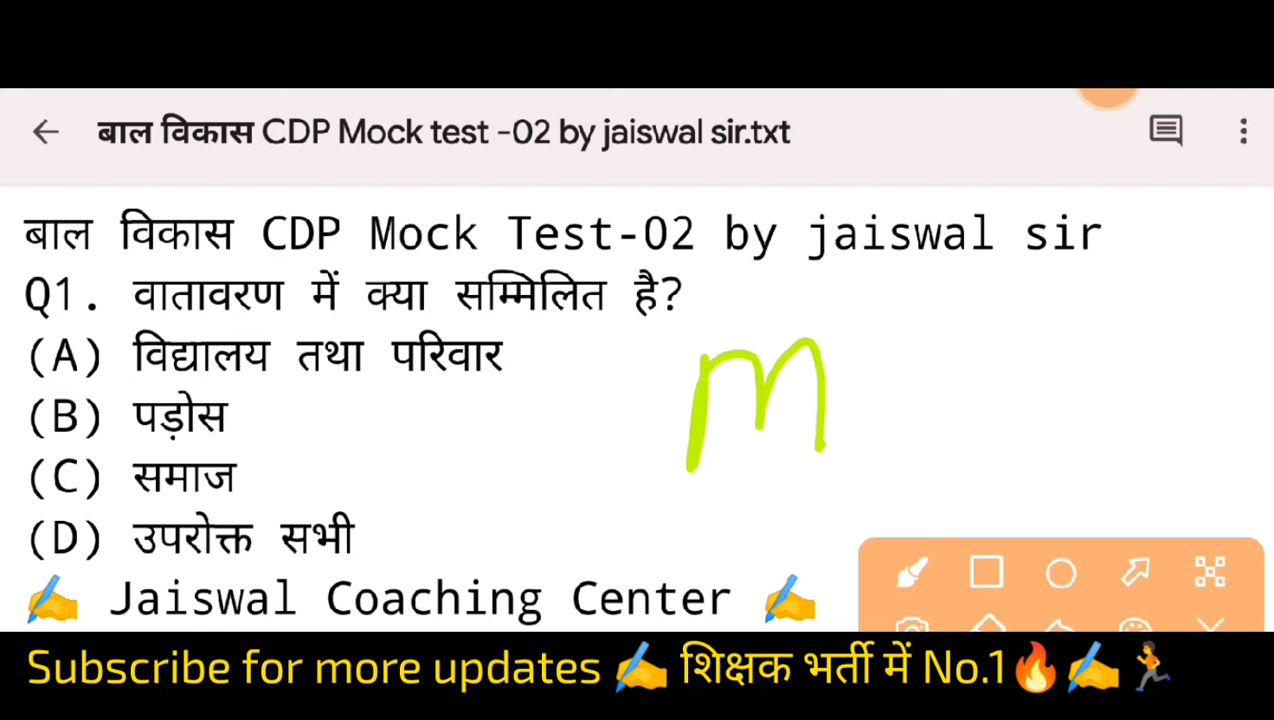 बाल विकास CDP Mock test -02 by jaiswal sir.txt
बाल विकास CDP Mock Test-02 by jaiswal sir
Q1. वातावरण में क्या सम्मिलित है?
(A) विद्यालय तथा परिवार
(B) पड़ोस
m
(C) समाज
(D) उपरोक्त सभी
✍️ Jaiswal Coaching Center ✍️
Subscribe for more updates ✍️ शिक्षक भर्ती में No.1🔥✍️🏃